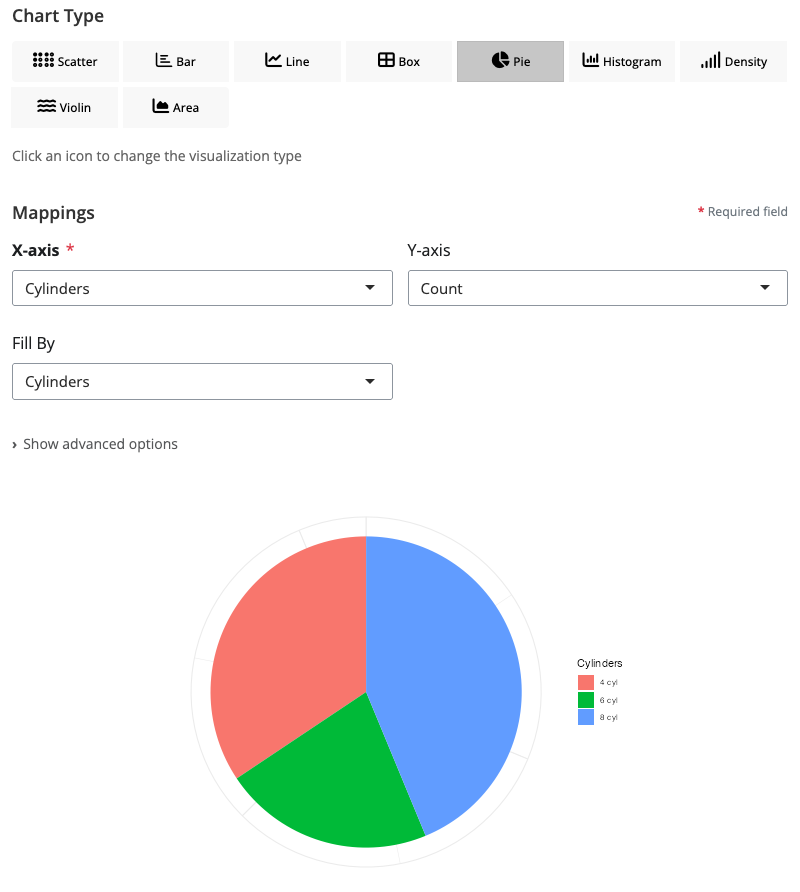 Chart Type
Scatter Bar Line Box Pie Histogram Density
Violin Area
Click an icon to change the visualization type
Mappings * Required field
X-axis * Y-axis
Cylinders Count
Fill By
Cylinders
› Show advanced options
Cylinders
4 cyl
6 cyl
8 cyl